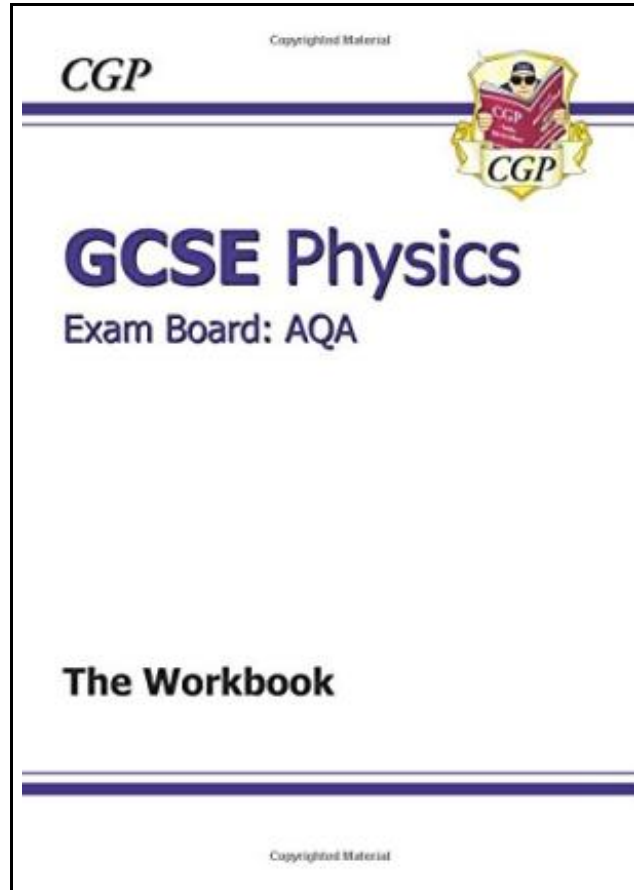 Copyrighted Material
CGP
CGP
CGP
GCSE Physics
Exam Board: AQA
The Workbook
Copyrighted Material